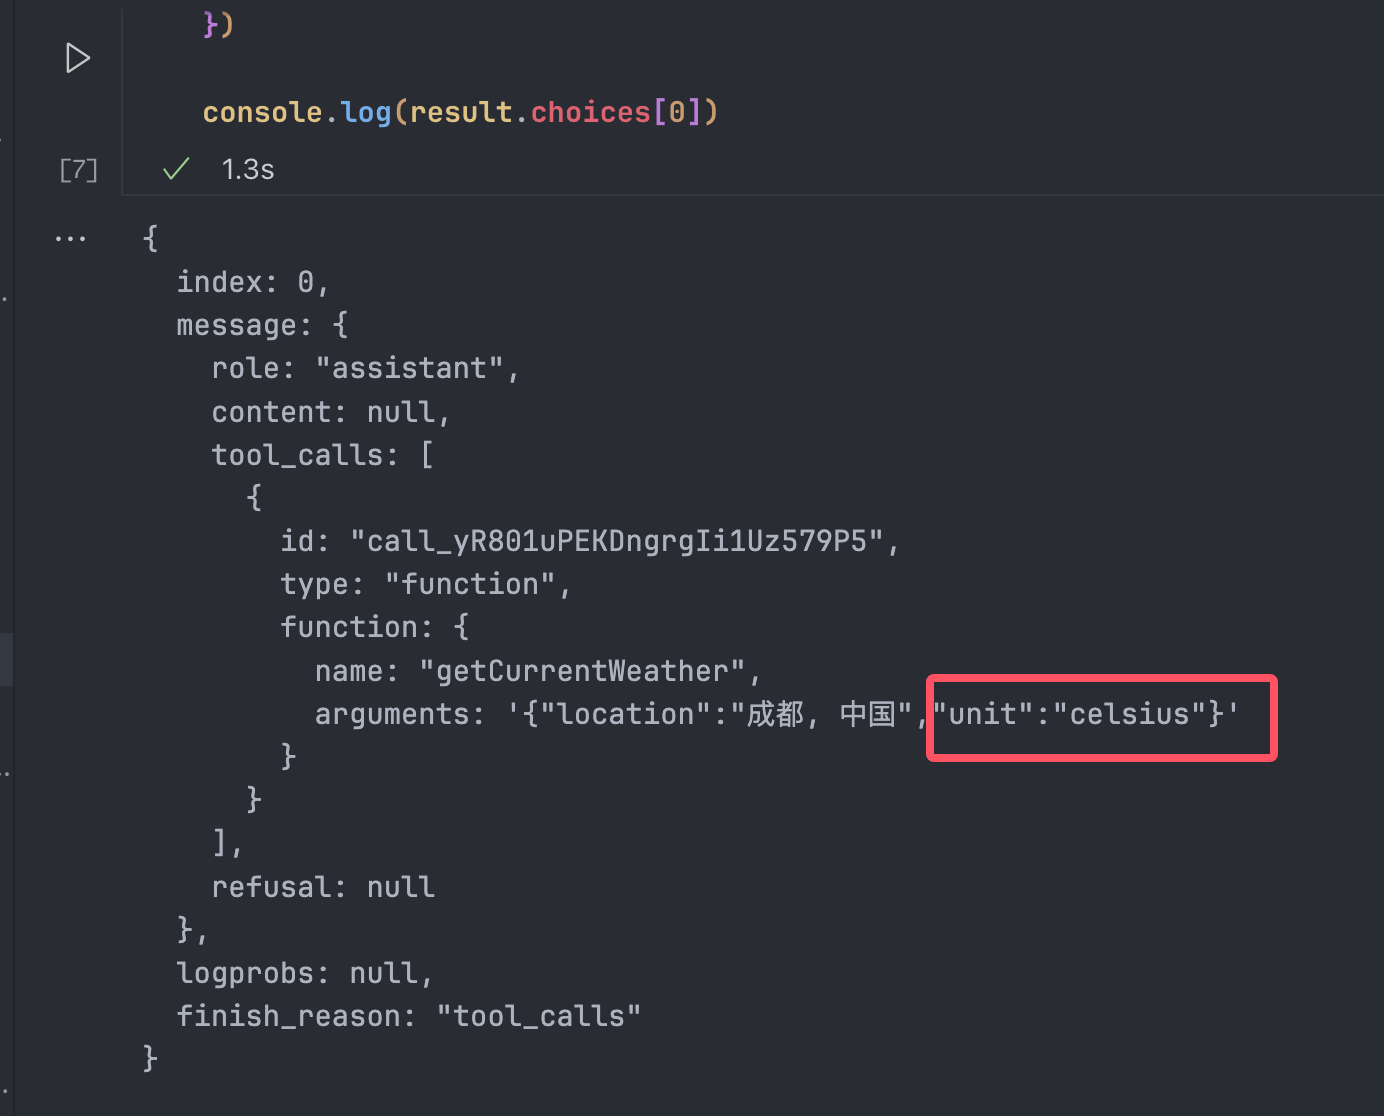 })
console.log(result.choices[0])
[7] 1.3s
... {
index: 0,
message: {
role: "assistant",
content: null,
tool_calls: [
{
id: "call_yR801uPEKDngrgIi1Uz579P5",
type: "function",
function: {
name: "getCurrentWeather",
arguments: '{"location":"成都, 中国","unit":"celsius"}'
}
}
],
refusal: null
},
logprobs: null,
finish_reason: "tool_calls"
}